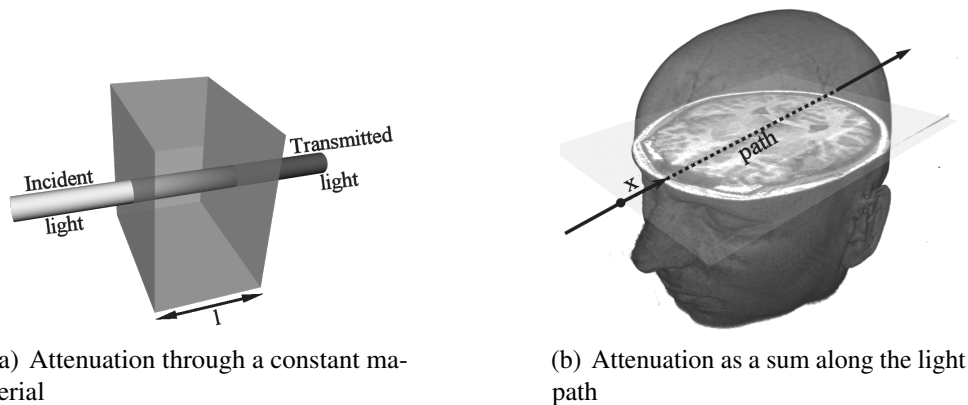 Incident
light
Transmitted
light
l
x
path
a) Attenuation through a constant ma-
erial
(b) Attenuation as a sum along the light
path